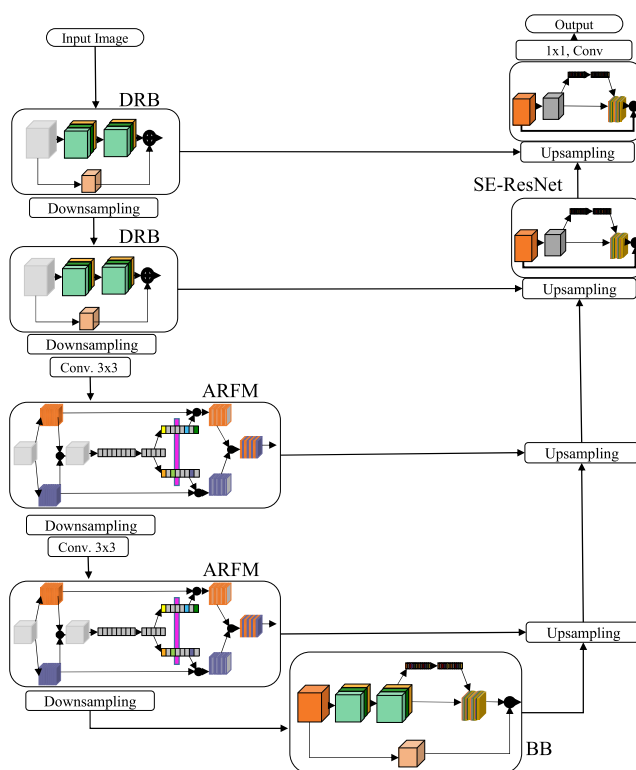 Input Image
Output
1x1, Conv
DRB
Upsampling
SE-ResNet
Downsampling
DRB
Upsampling
Downsampling
Conv. 3x3
ARFM
Upsampling
Downsampling
Conv. 3x3
ARFM
Upsampling
Downsampling
BB